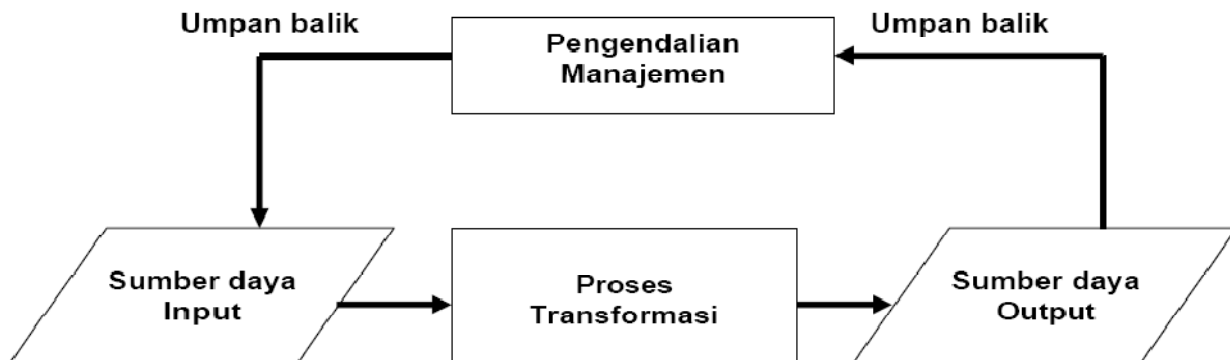 Umpan balik
Pengendalian
Manajemen
Umpan balik
Sumber daya
Input
Proses
Transformasi
Sumber daya
Output